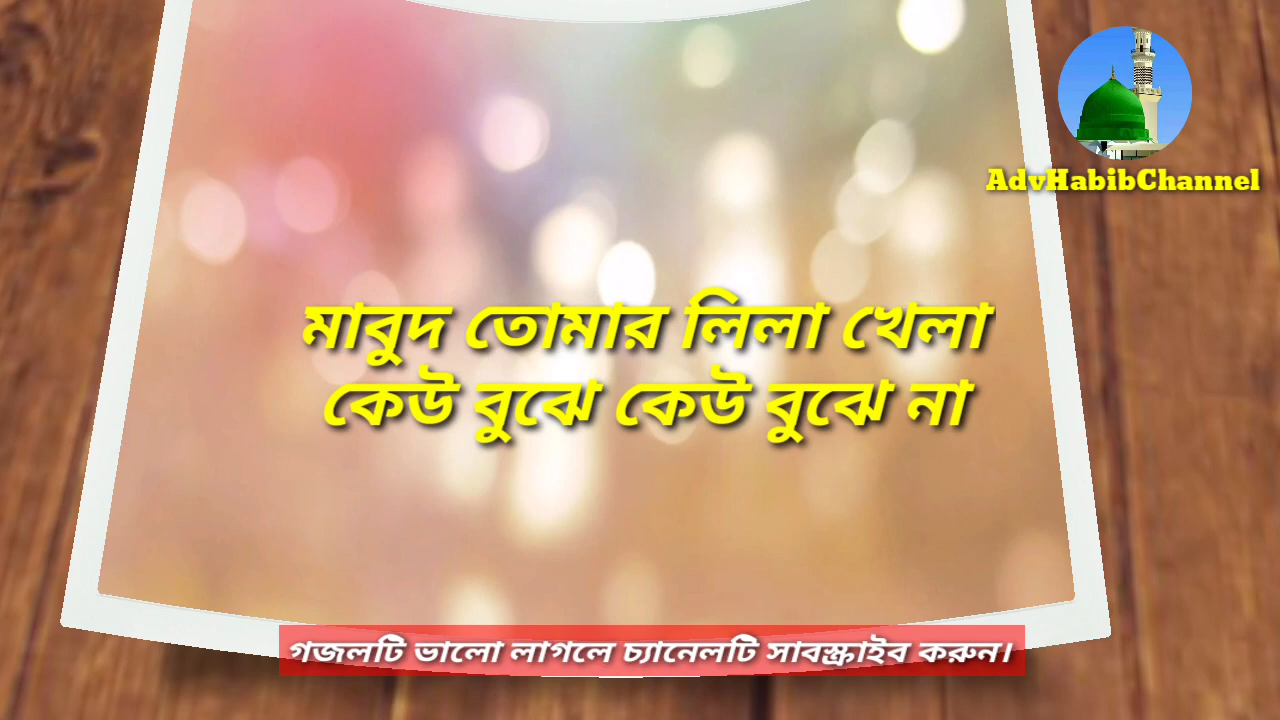 AdvHabibChannel
মাবুদ তোমার লিলা খেলা
কেউ বুঝে কেউ বুঝে না
গজলটি ভালো লাগলে চ্যানেলটি সাবস্ক্রাইব করুন।